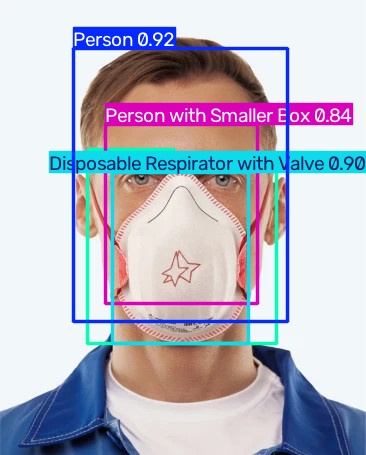 Person 0.92
Person with Smaller Box 0.84
Disposable Respirator with Valve 0.90